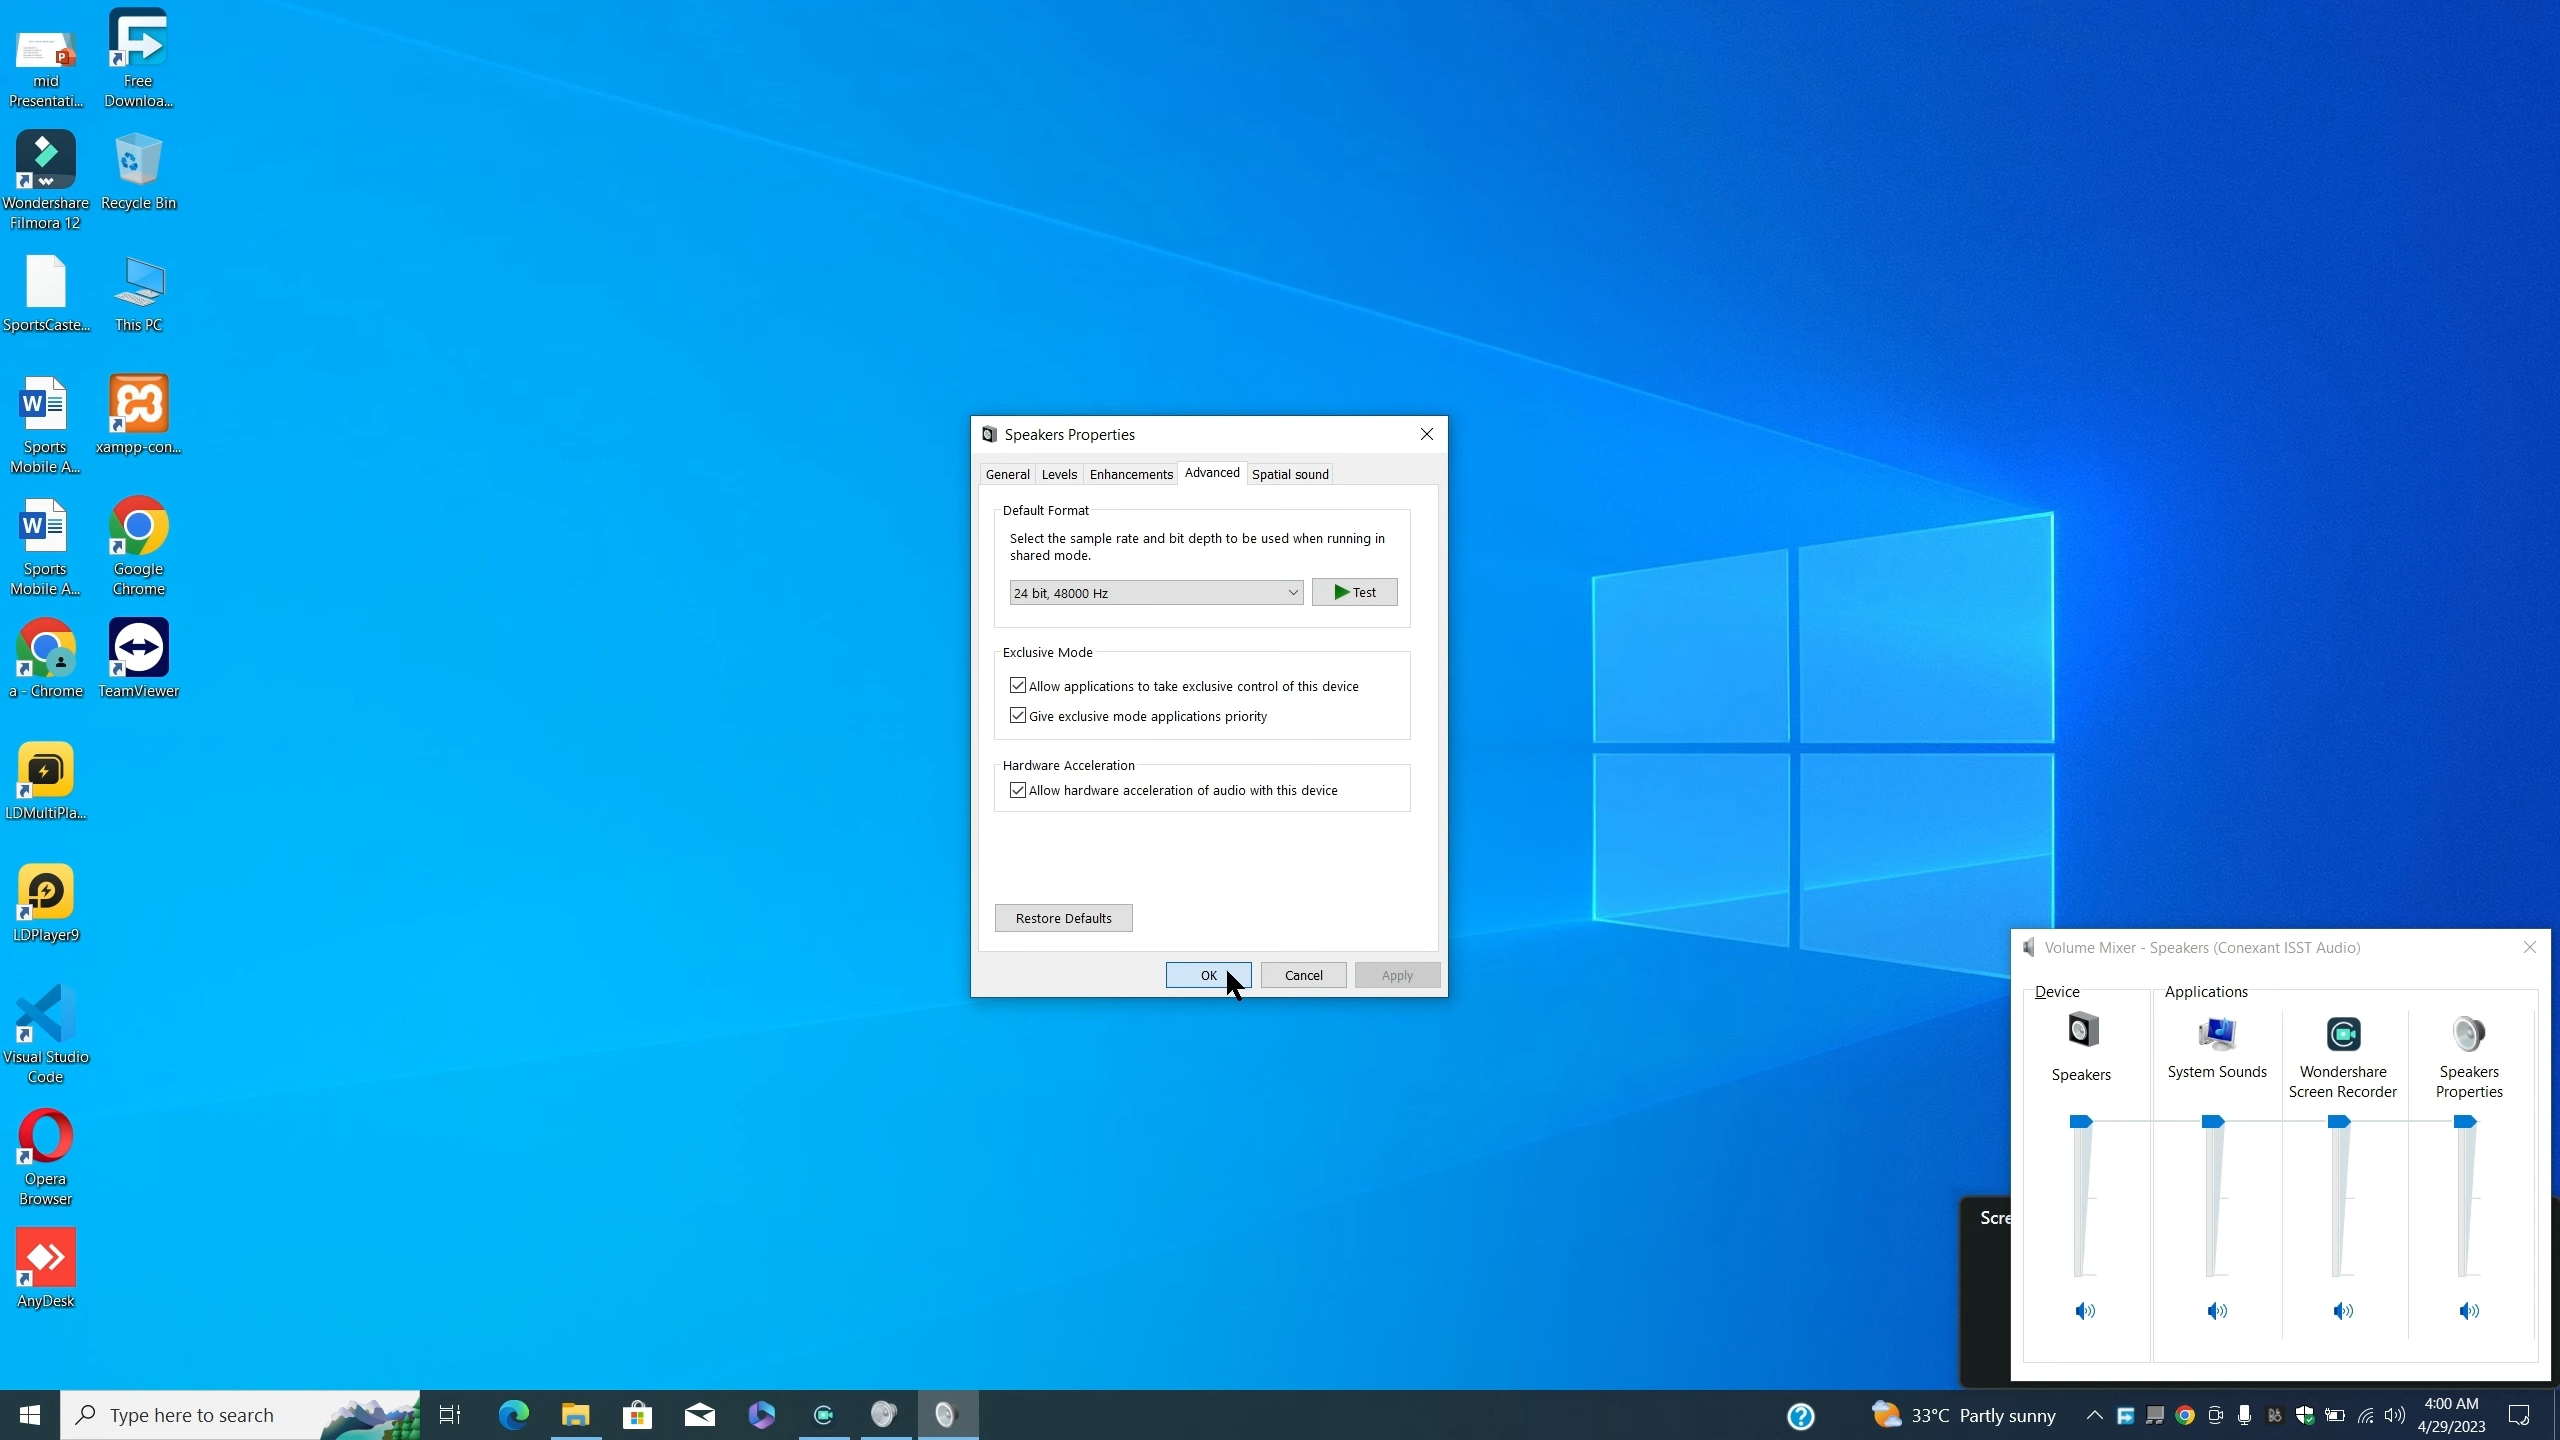 mid
Presentati...
Free
Downloa...
Wondershare
Filmora 12
Recycle Bin
SportsCaste...
This PC
Sports
Mobile A...
xampp-con...
Sports
Mobile A...
Google
Chrome
a - Chrome
TeamViewer
LDMultiPla...
LDPlayer9
Visual Studio
Code
Opera
Browser
AnyDesk
Speakers Properties
General
Levels
Enhancements
Advanced
Spatial sound
Default Format
Select the sample rate and bit depth to be used when running in
shared mode.
24 bit, 48000 Hz
Test
Exclusive Mode
Allow applications to take exclusive control of this device
Give exclusive mode applications priority
Hardware Acceleration
Allow hardware acceleration of audio with this device
Restore Defaults
OK
Cancel
Apply
Volume Mixer - Speakers (Conexant ISST Audio)
Device
Applications
Speakers
System Sounds
Wondershare
Screen Recorder
Speakers
Properties
Scre
Type here to search
33°C Partly sunny
4:00 AM
4/29/2023